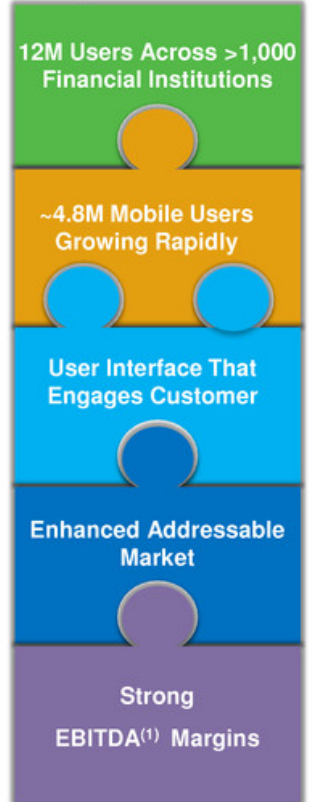 12M Users Across >1,000
Financial Institutions
~4.8M Mobile Users
Growing Rapidly
User Interface That
Engages Customer
Enhanced Addressable
Market
Strong
EBITDA(1) Margins